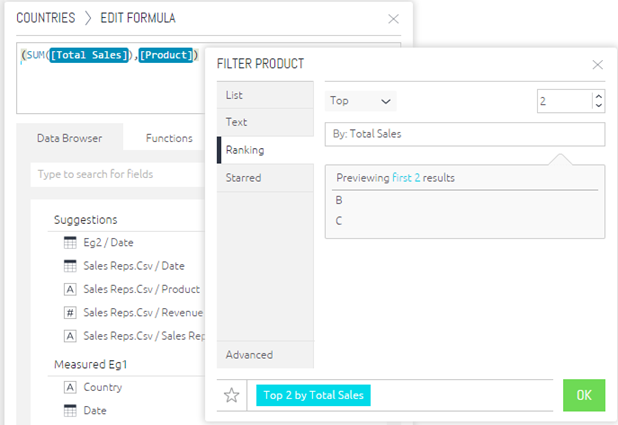 COUNTRIES > EDIT FORMULA
(SUM([Total Sales]),[Product])
Data Browser
Functions
Type to search for fields
Suggestions
Eg2 / Date
Sales Reps.Csv / Date
A Sales Reps.Csv / Product
# Sales Reps.Csv / Revenue
A Sales Reps.Csv / Sales Rep
Measured Eg1
A Country
Date
FILTER PRODUCT
List
Text
Ranking
Starred
Advanced
Top
2
By: Total Sales
Previewing first 2 results
B
C
Top 2 by Total Sales
OK